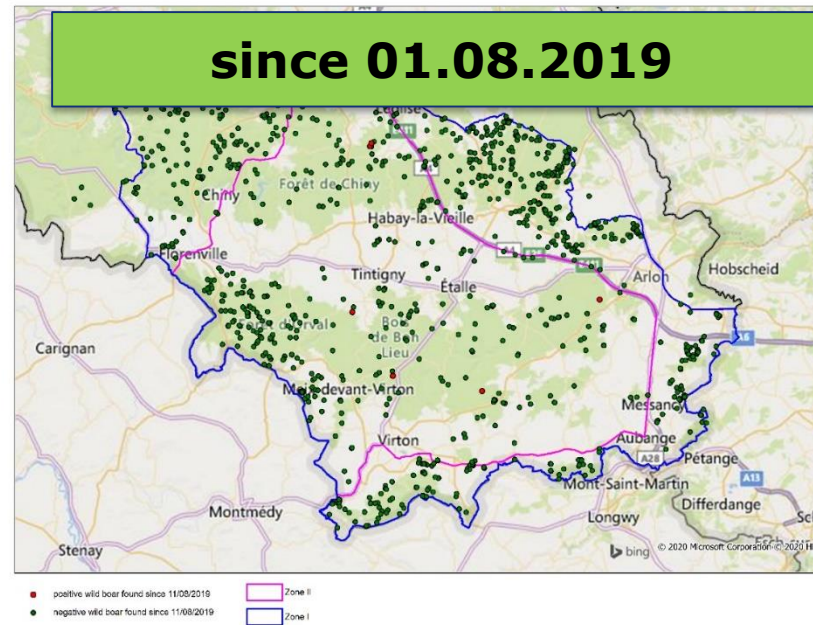 since 01.08.2019
Chiny
Forêt de Chiny
Habay-la-Vieille
Florenville
Tintigny
Étalle
Arlon
Hobscheid
Carignan
Bois
de Bon
Lieu
A6
Meix-devant-Virton
Messancy
Virton
Aubange
A28
Pétange
A13
Mont-Saint-Martin
Montmédy
Longwy
Differdange
Stenay
bing
© 2020 Microsoft Corporation © 2020
positive wild boar found since 11/08/2019
negative wild boar found since 11/08/2019
Zone II
Zone I